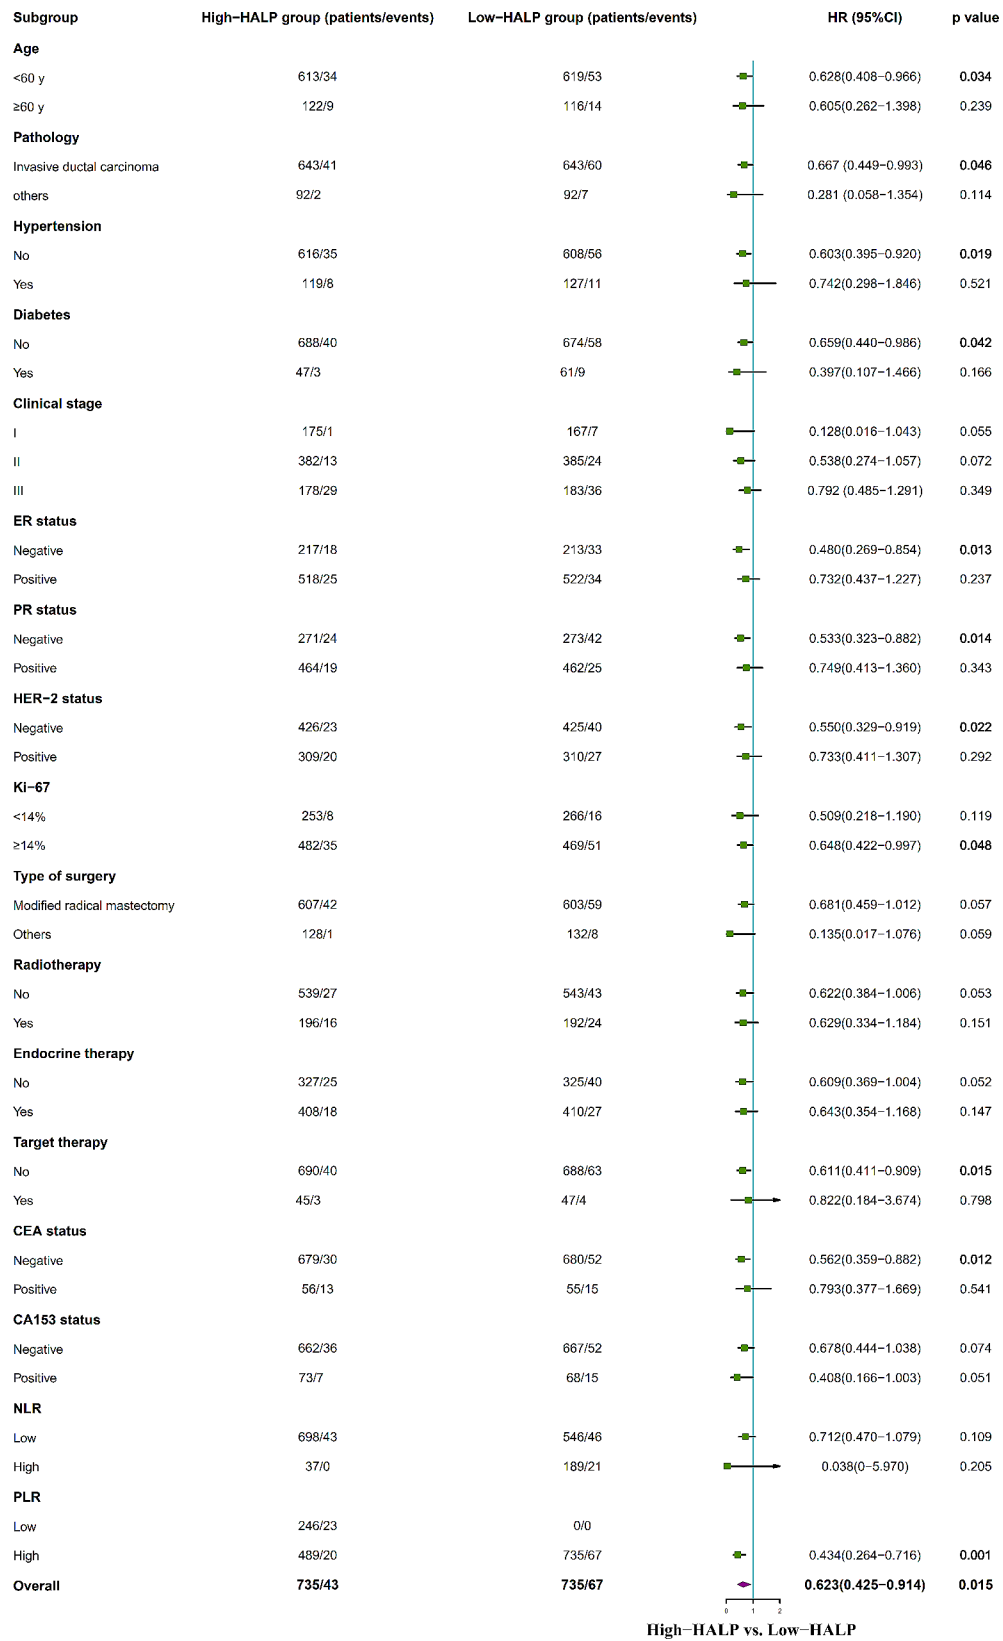 Subgroup High−HALP group (patients/events) Low−HALP group (patients/events) HR (95%CI) p value
Age
<60 y 613/34 619/53 0.628(0.408−0.966) 0.034
≥60 y 122/9 116/14 0.605(0.262−1.398) 0.239
Pathology
Invasive ductal carcinoma 643/41 643/60 0.667 (0.449−0.993) 0.046
others 92/2 92/7 0.281 (0.058−1.354) 0.114
Hypertension
No 616/35 608/56 0.603(0.395−0.920) 0.019
Yes 119/8 127/11 0.742(0.298−1.846) 0.521
Diabetes
No 688/40 674/58 0.659(0.440−0.986) 0.042
Yes 47/3 61/9 0.397(0.107−1.466) 0.166
Clinical stage
I 175/1 167/7 0.128(0.016−1.043) 0.055
II 382/13 385/24 0.538(0.274−1.057) 0.072
III 178/29 183/36 0.792 (0.485−1.291) 0.349
ER status
Negative 217/18 213/33 0.480(0.269−0.854) 0.013
Positive 518/25 522/34 0.732(0.437−1.227) 0.237
PR status
Negative 271/24 273/42 0.533(0.323−0.882) 0.014
Positive 464/19 462/25 0.749(0.413−1.360) 0.343
HER−2 status
Negative 426/23 425/40 0.550(0.329−0.919) 0.022
Positive 309/20 310/27 0.733(0.411−1.307) 0.292
Ki−67
<14% 253/8 266/16 0.509(0.218−1.190) 0.119
≥14% 482/35 469/51 0.648(0.422−0.997) 0.048
Type of surgery
Modified radical mastectomy 607/42 603/59 0.681(0.459−1.012) 0.057
Others 128/1 132/8 0.135(0.017−1.076) 0.059
Radiotherapy
No 539/27 543/43 0.622(0.384−1.006) 0.053
Yes 196/16 192/24 0.629(0.334−1.184) 0.151
Endocrine therapy
No 327/25 325/40 0.609(0.369−1.004) 0.052
Yes 408/18 410/27 0.643(0.354−1.168) 0.147
Target therapy
No 690/40 688/63 0.611(0.411−0.909) 0.015
Yes 45/3 47/4 0.822(0.184−3.674) 0.798
CEA status
Negative 679/30 680/52 0.562(0.359−0.882) 0.012
Positive 56/13 55/15 0.793(0.377−1.669) 0.541
CA153 status
Negative 662/36 667/52 0.678(0.444−1.038) 0.074
Positive 73/7 68/15 0.408(0.166−1.003) 0.051
NLR
Low 698/43 546/46 0.712(0.470−1.079) 0.109
High 37/0 189/21 0.038(0−5.970) 0.205
PLR
Low 246/23 0/0
High 489/20 735/67 0.434(0.264−0.716) 0.001
Overall 735/43 735/67 0.623(0.425−0.914) 0.015
0 1 2
High−HALP vs. Low−HALP